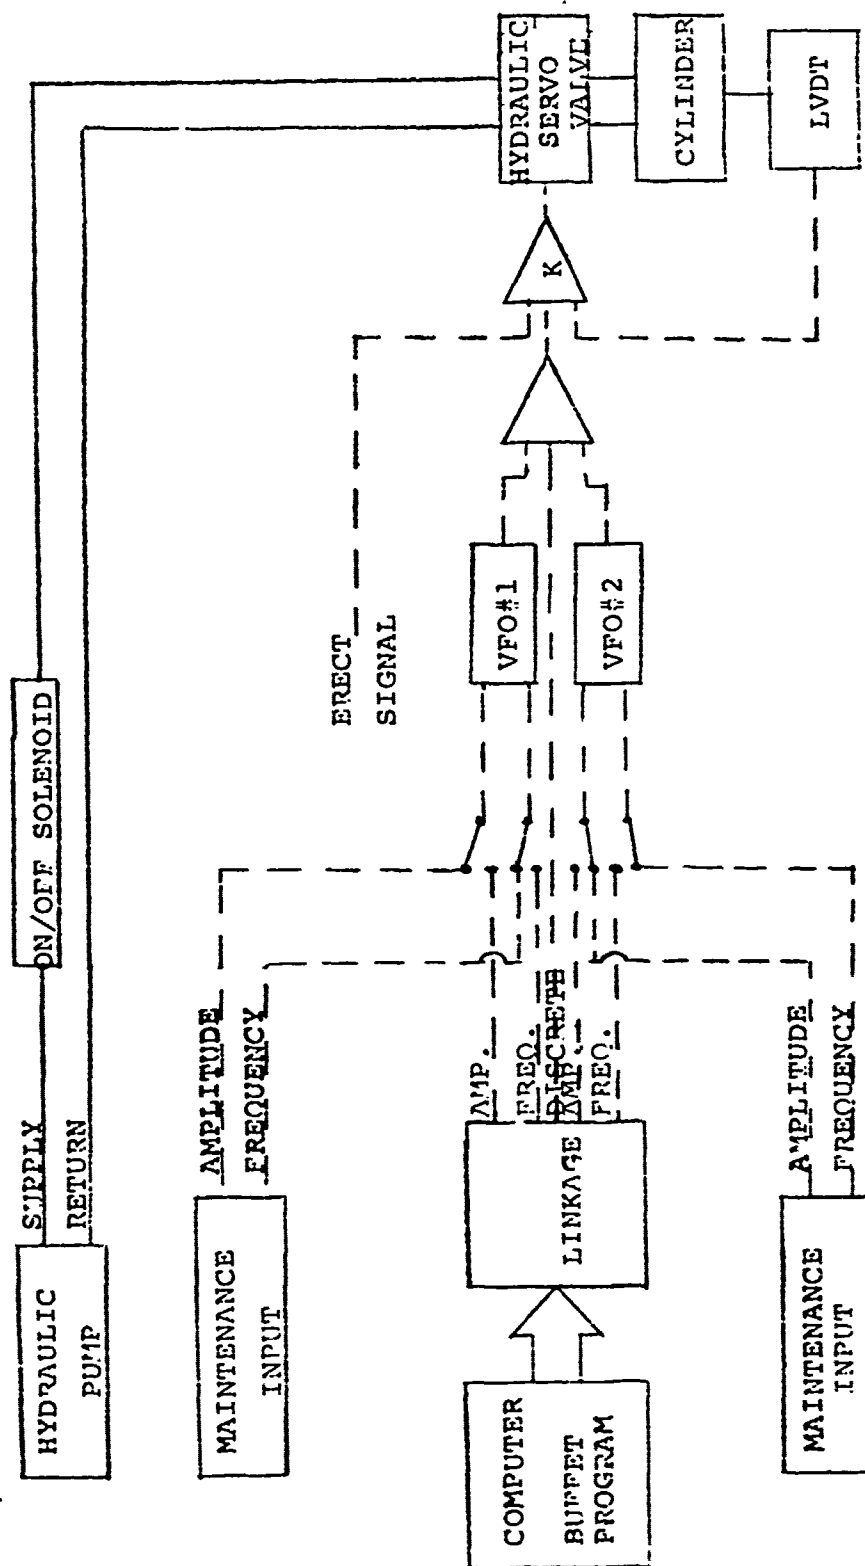 HYDRAULIC
PUMP
SUPPLY
RETURN
ON/OFF SOLENOID
MAINTENANCE
INPUT
AMPLITUDE
FREQUENCY
ERECT
SIGNAL
COMPUTER
BUFFET
PROGRAM
LINKAGE
AMP.
FREQ.
DISCRETE
AMP.
FREQ.
VFO#1
VFO#2
K
HYDRAULIC
SERVO
VALVE
CYLINDER
LVDT
MAINTENANCE
INPUT
AMPLITUDE
FREQUENCY